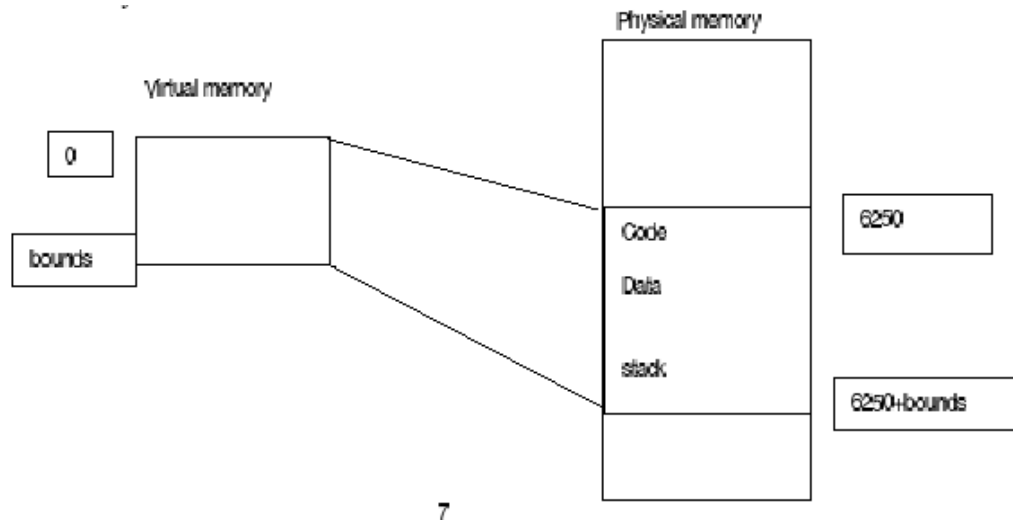 Physical memory
Virtual memory
0
bounds
Code
Data
stack
6250
6250+bounds
7